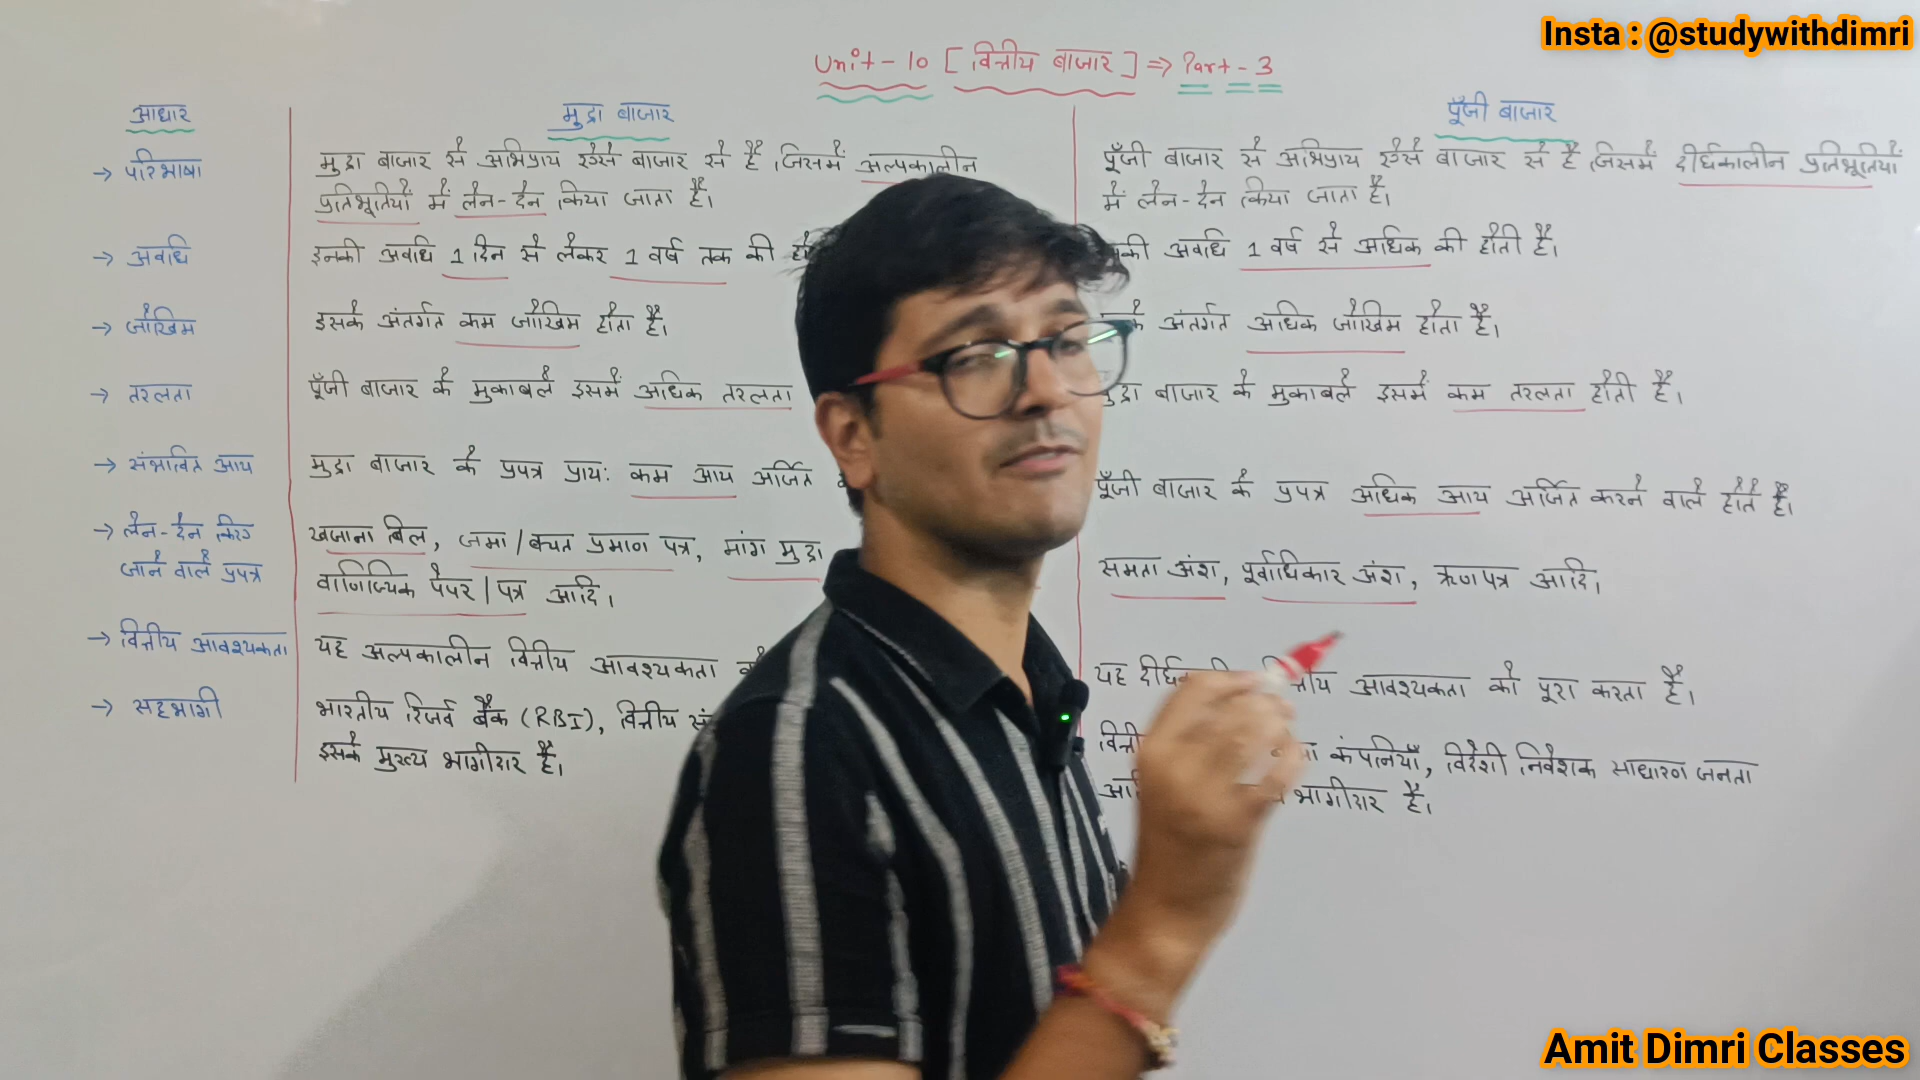 Insta : @studywithdimri
Unit - 10 [ वित्तीय बाजार ] ⇒ Part - 3
आधार
मुद्रा बाजार
पूँजी बाजार
→ परिभाषा
मुद्रा बाजार से अभिप्राय ऐसे बाजार से है जिसमें अल्पकालीन
प्रतिभूतियों में लेन-देन किया जाता है।
पूँजी बाजार से अभिप्राय ऐसे बाजार से है जिसमें दीर्घकालीन प्रतिभूतियों
में लेन-देन किया जाता है।
→ अवधि
इनकी अवधि 1 दिन से लेकर 1 वर्ष तक की
अवधि 1 वर्ष से अधिक की होती है।
→ जोखिम
इसके अंतर्गत कम जोखिम होता है।
अंतर्गत अधिक जोखिम होता है।
→ तरलता
पूँजी बाजार के मुकाबले इसमें अधिक तरलता
मुद्रा बाजार के मुकाबले इसमें कम तरलता होती है।
→ संभावित आय
मुद्रा बाजार के प्रपत्र प्रायः कम आय अर्जित
पूँजी बाजार के प्रपत्र अधिक आय अर्जित करने वाले होते है।
→ लेन-देन किए
जाने वाले प्रपत्र
खजाना बिल, जमा/बचत प्रमाण पत्र, मांग मुद्रा
वाणिज्यिक पेपर/पत्र आदि।
समता अंश, पूर्वाधिकार अंश, ऋणपत्र आदि।
→ वित्तीय आवश्यकता
यह अल्पकालीन वित्तीय आवश्यकता
यह आवश्यकता को पूरा करता है।
→ सहभागी
भारतीय रिजर्व बैंक (RBI), वित्तीय
इसके मुख्य भागीदार है।
कंपनियाँ, विदेशी निवेशक साधारण जनता
भागीदार है।
Amit Dimri Classes